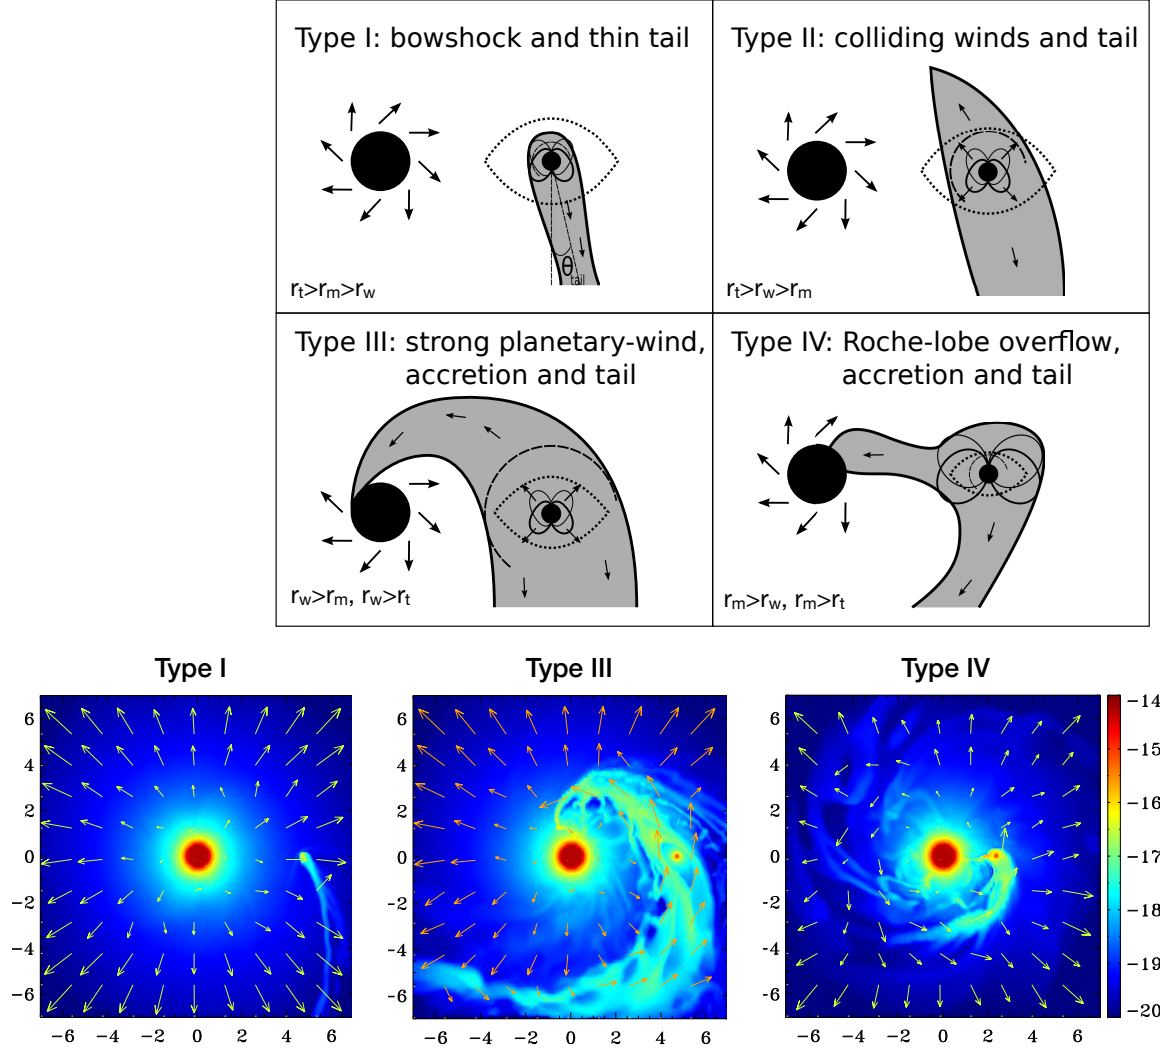 Type I: bowshock and thin tail
θtail
rt>rm>rw
Type II: colliding winds and tail
rt>rw>rm
Type III: strong planetary-wind,
accretion and tail
rw>rm, rw>rt
Type IV: Roche-lobe overflow,
accretion and tail
rm>rw, rm>rt
Type I
6
4
2
0
−2
−4
−6
−6 −4 −2 0 2 4 6
Type III
6
4
2
0
−2
−4
−6
−6 −4 −2 0 2 4 6
Type IV
6
4
2
0
−2
−4
−6
−6 −4 −2 0 2 4 6
−14
−15
−16
−17
−18
−19
−20